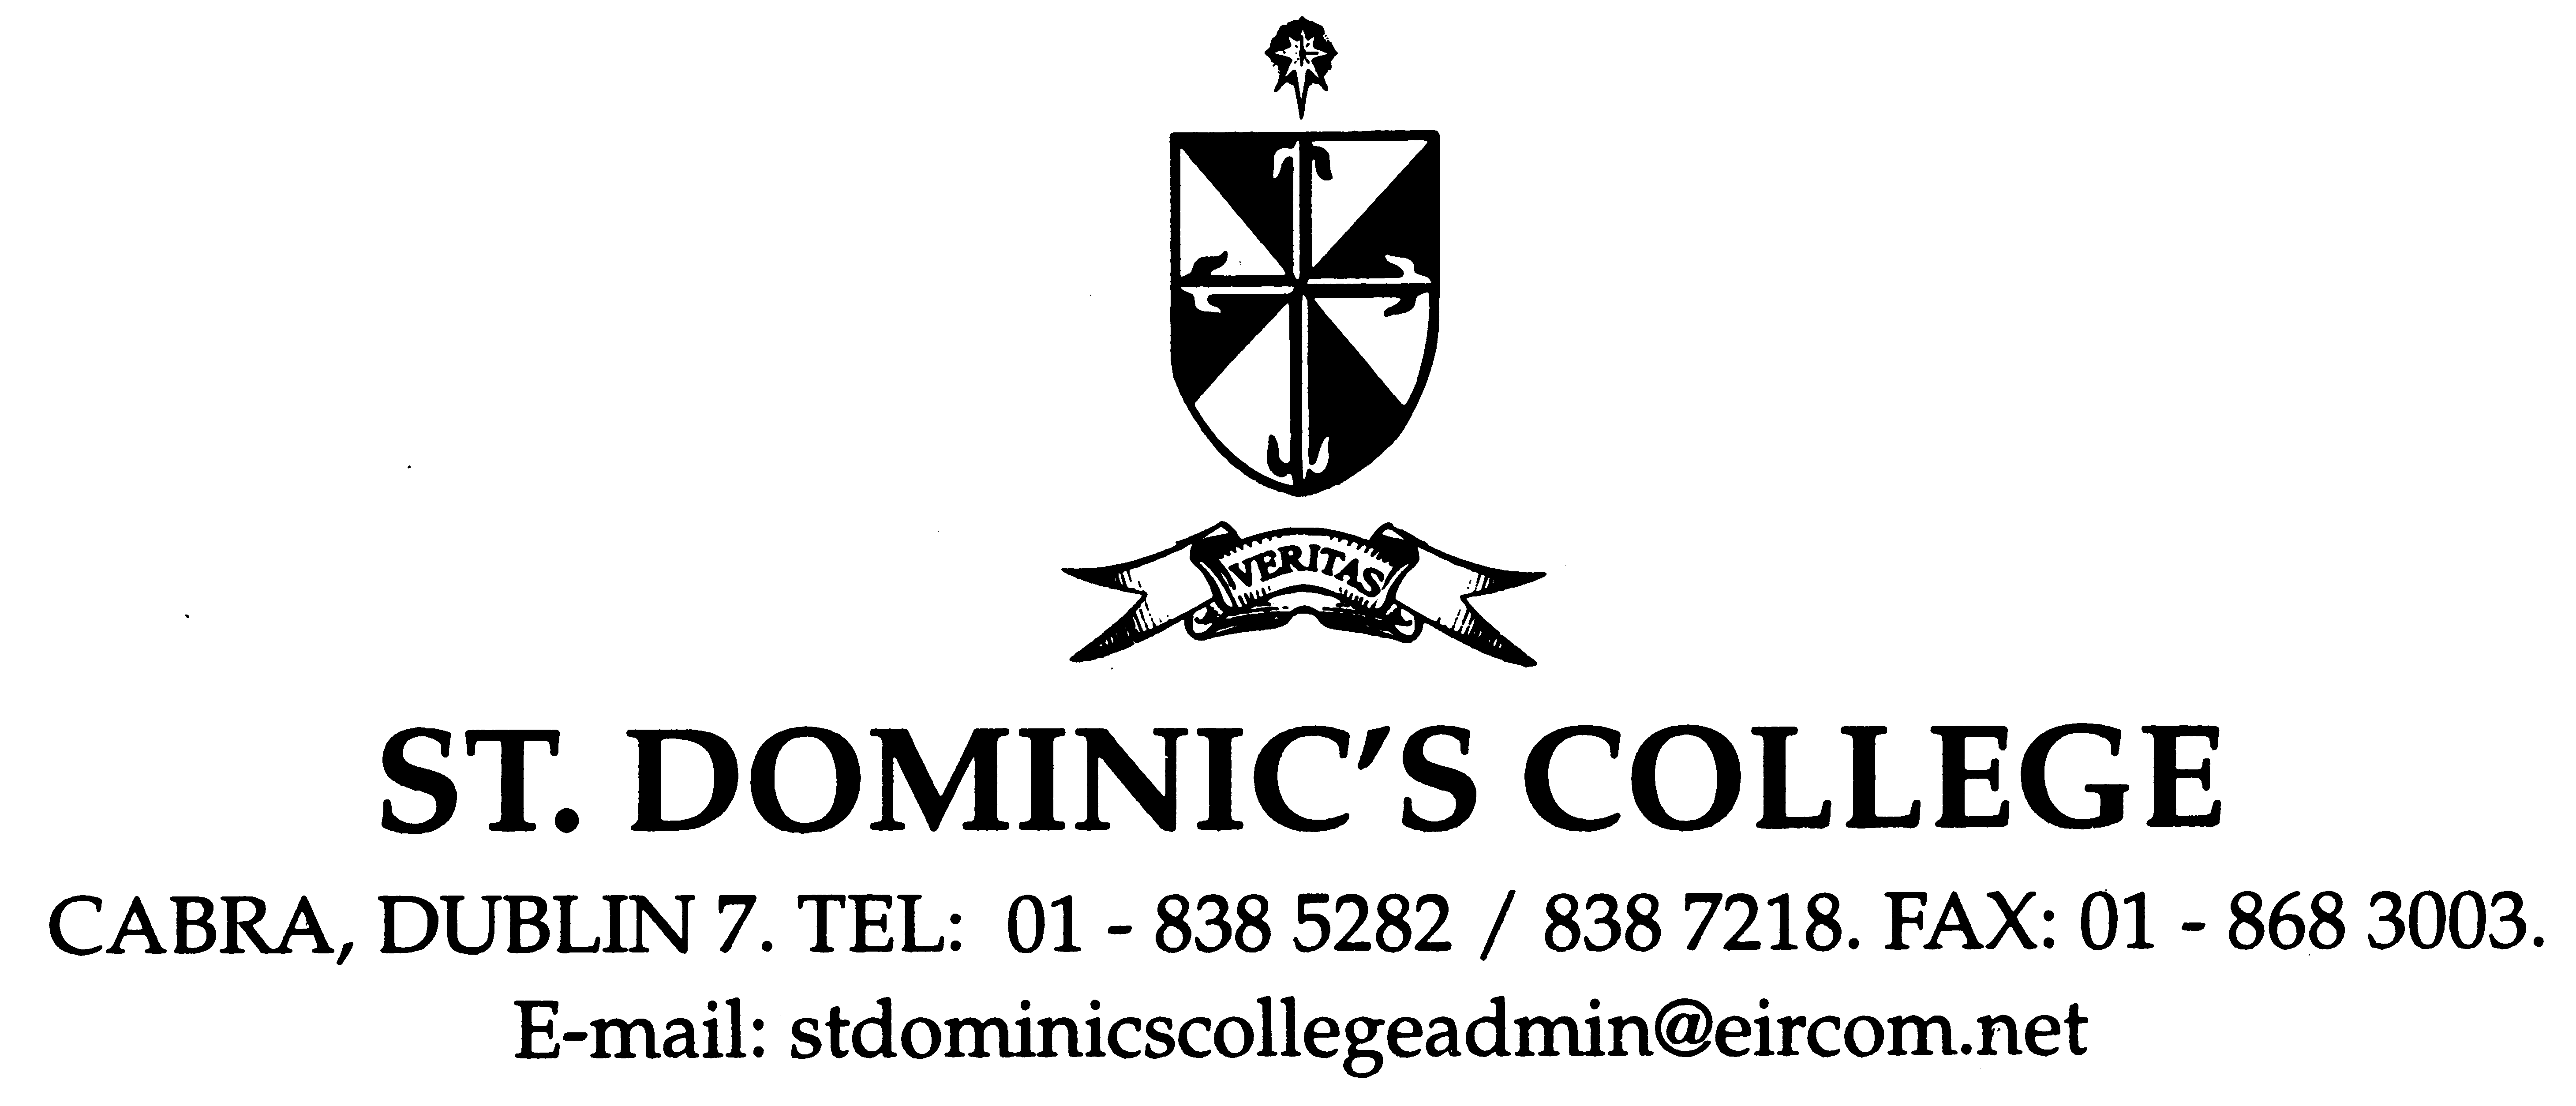 VERITAS
ST. DOMINIC'S COLLEGE
CABRA, DUBLIN 7. TEL: 01 - 838 5282 / 838 7218. FAX: 01 - 868 3003.
E-mail: stdominicscollegeadmin@eircom.net